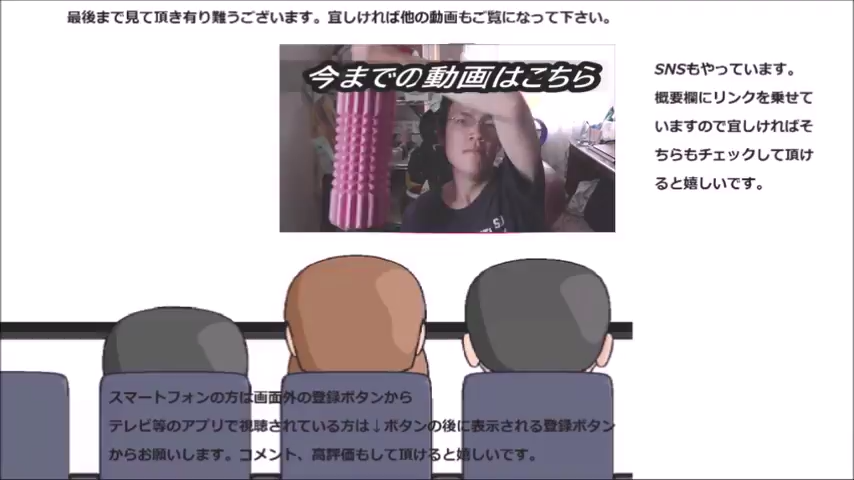 最後まで見て頂き有り難うございます。宜しければ他の動画もご覧になって下さい。
今までの動画はこちら
SNSもやっています。
概要欄にリンクを乗せて
いますので宜しければそ
ちらもチェックして頂け
ると嬉しいです。
スマートフォンの方は画面外の登録ボタンから
テレビ等のアプリで視聴されている方は↓ボタンの後に表示される登録ボタン
からお願いします。コメント、高評価もして頂けると嬉しいです。